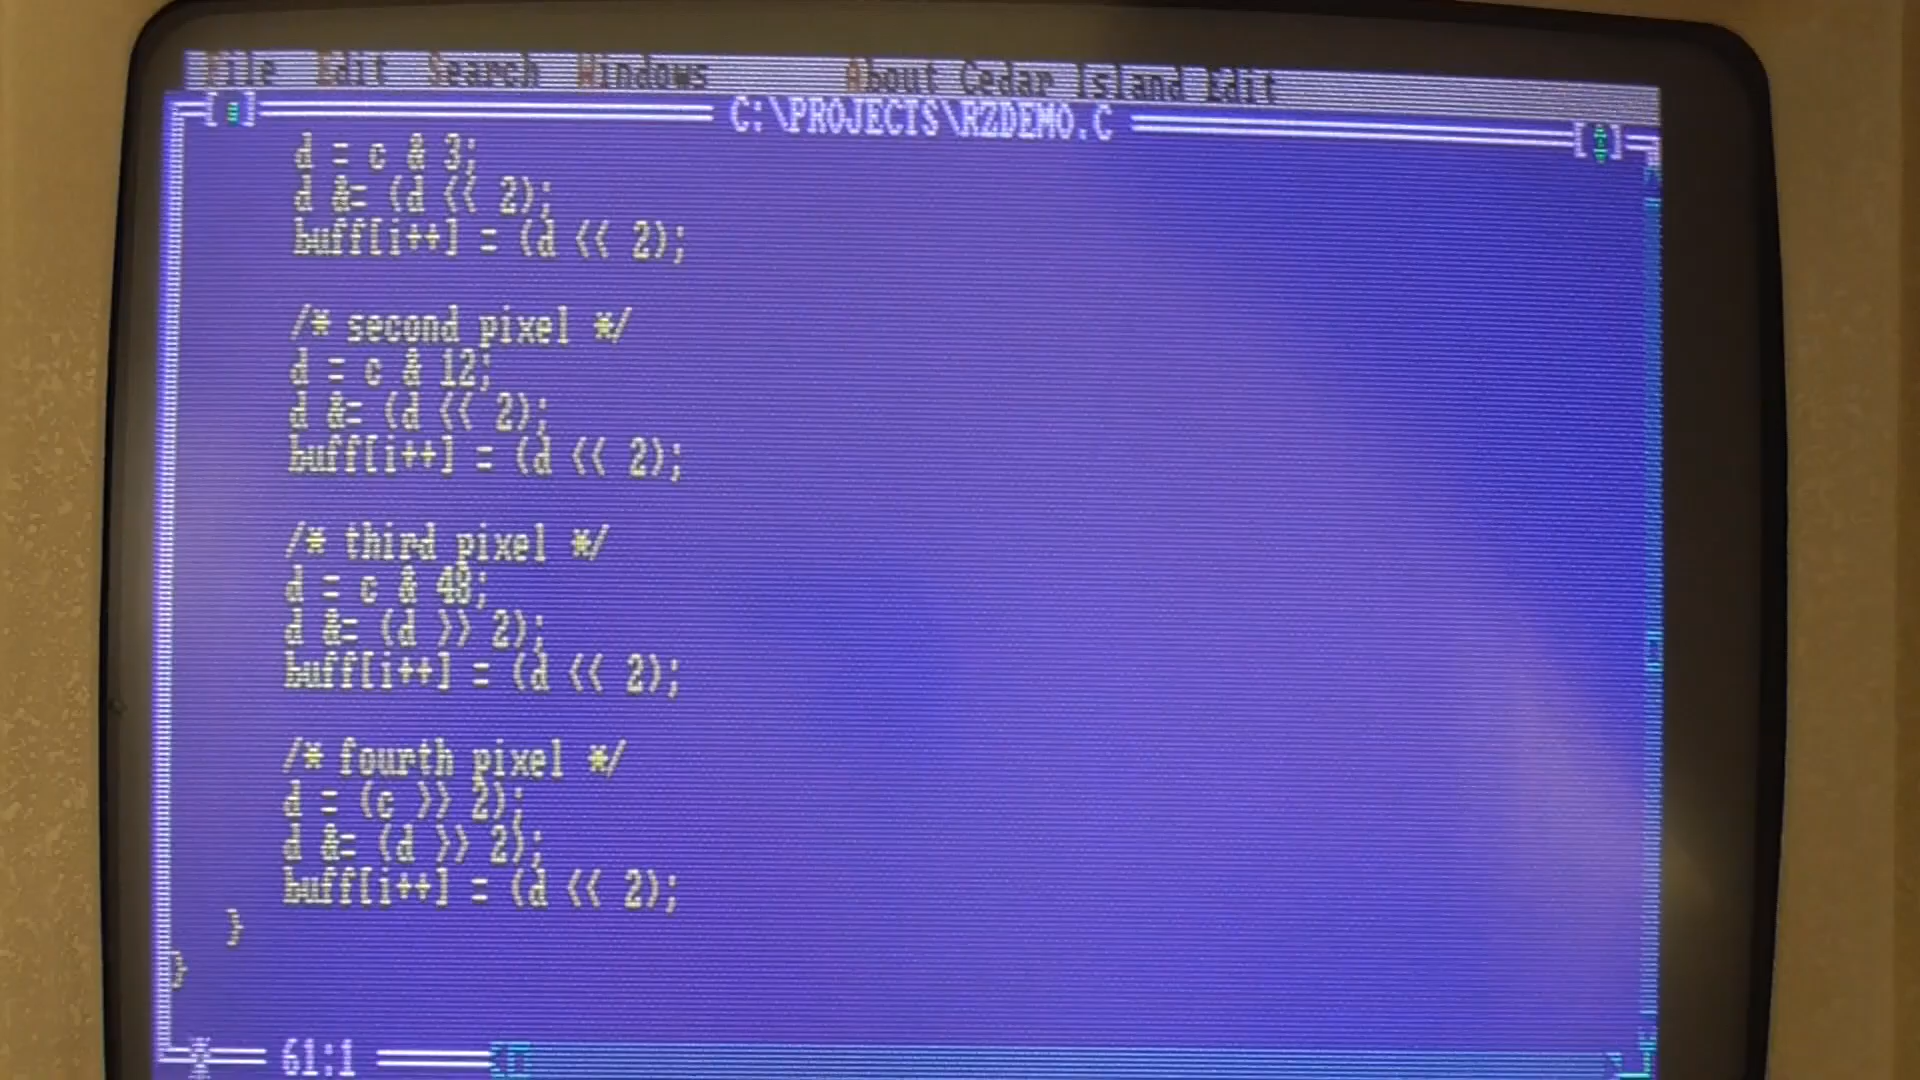 File Edit Search Windows About Cedar Island Edit
C:\PROJECTS\RZDEMO.C
d = c & 3;
d &= (d << 2);
buff[i++] = (d << 2);
/* second pixel */
d = c & 12;
d &= (d << 2);
buff[i++] = (d << 2);
/* third pixel */
d = c & 48;
d &= (d >> 2);
buff[i++] = (d << 2);
/* fourth pixel */
d = (c >> 2);
d &= (d >> 2);
buff[i++] = (d << 2);
}
}
61:1